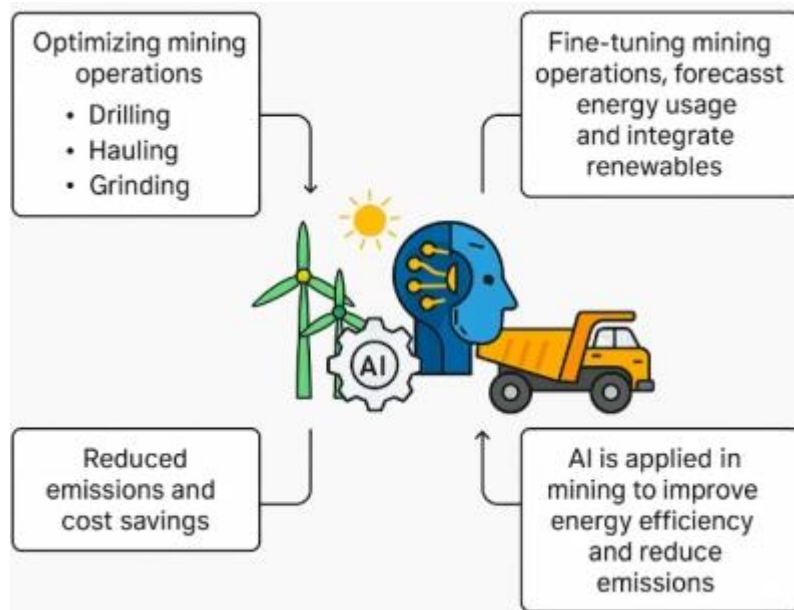 Optimizing mining
operations
• Drilling
• Hauling
• Grinding
Fine-tuning mining
operations, forecasst
energy usage
and integrate
renewables
AI
Reduced
emissions and
cost savings
AI is applied in
mining to improve
energy efficiency
and reduce
emissions